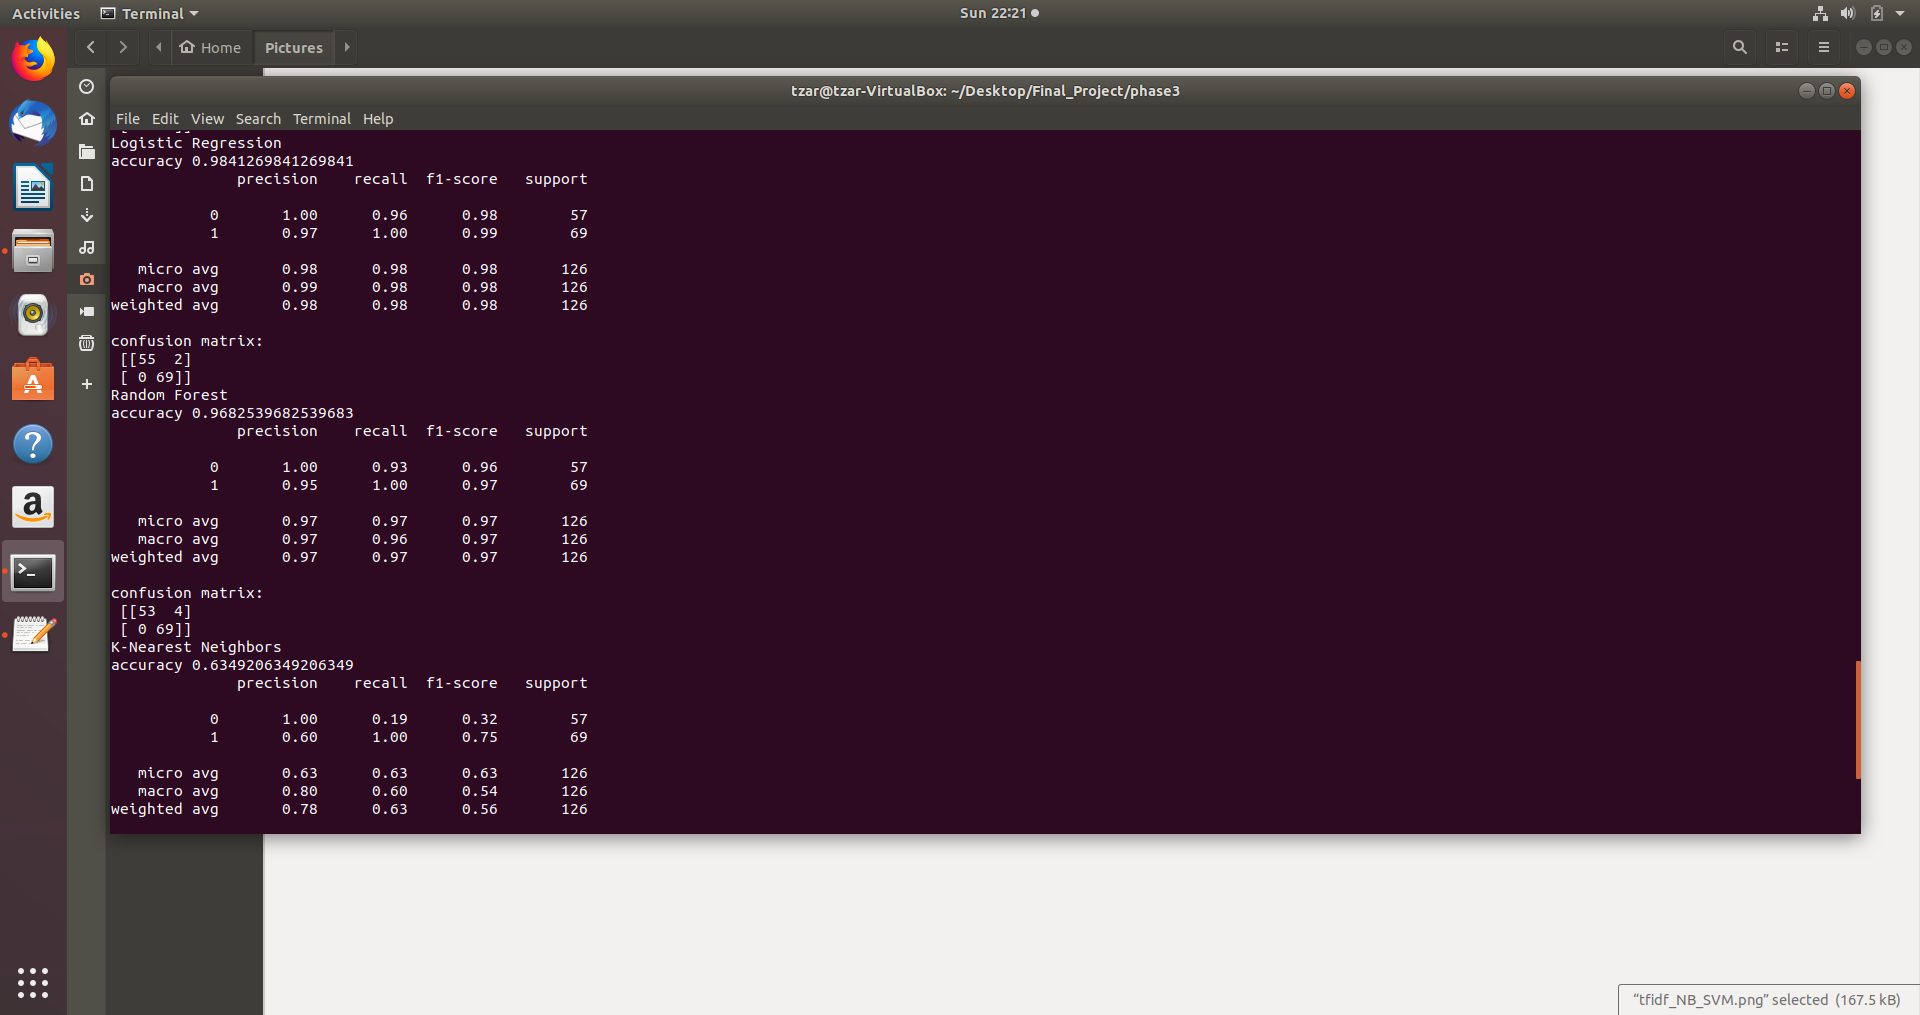 Activities Terminal Sun 22:21
Home Pictures
tzar@tzar-VirtualBox: ~/Desktop/Final_Project/phase3
File Edit View Search Terminal Help
Logistic Regression
accuracy 0.9841269841269841
precision recall f1-score support
0 1.00 0.96 0.98 57
1 0.97 1.00 0.99 69
micro avg 0.98 0.98 0.98 126
macro avg 0.99 0.98 0.98 126
weighted avg 0.98 0.98 0.98 126
confusion matrix:
[[55 2]
[ 0 69]]
Random Forest
accuracy 0.9682539682539683
precision recall f1-score support
0 1.00 0.93 0.96 57
1 0.95 1.00 0.97 69
micro avg 0.97 0.97 0.97 126
macro avg 0.97 0.96 0.97 126
weighted avg 0.97 0.97 0.97 126
confusion matrix:
[[53 4]
[ 0 69]]
K-Nearest Neighbors
accuracy 0.6349206349206349
precision recall f1-score support
0 1.00 0.19 0.32 57
1 0.60 1.00 0.75 69
micro avg 0.63 0.63 0.63 126
macro avg 0.80 0.60 0.54 126
weighted avg 0.78 0.63 0.56 126
“tfidf_NB_SVM.png” selected (167.5 kB)